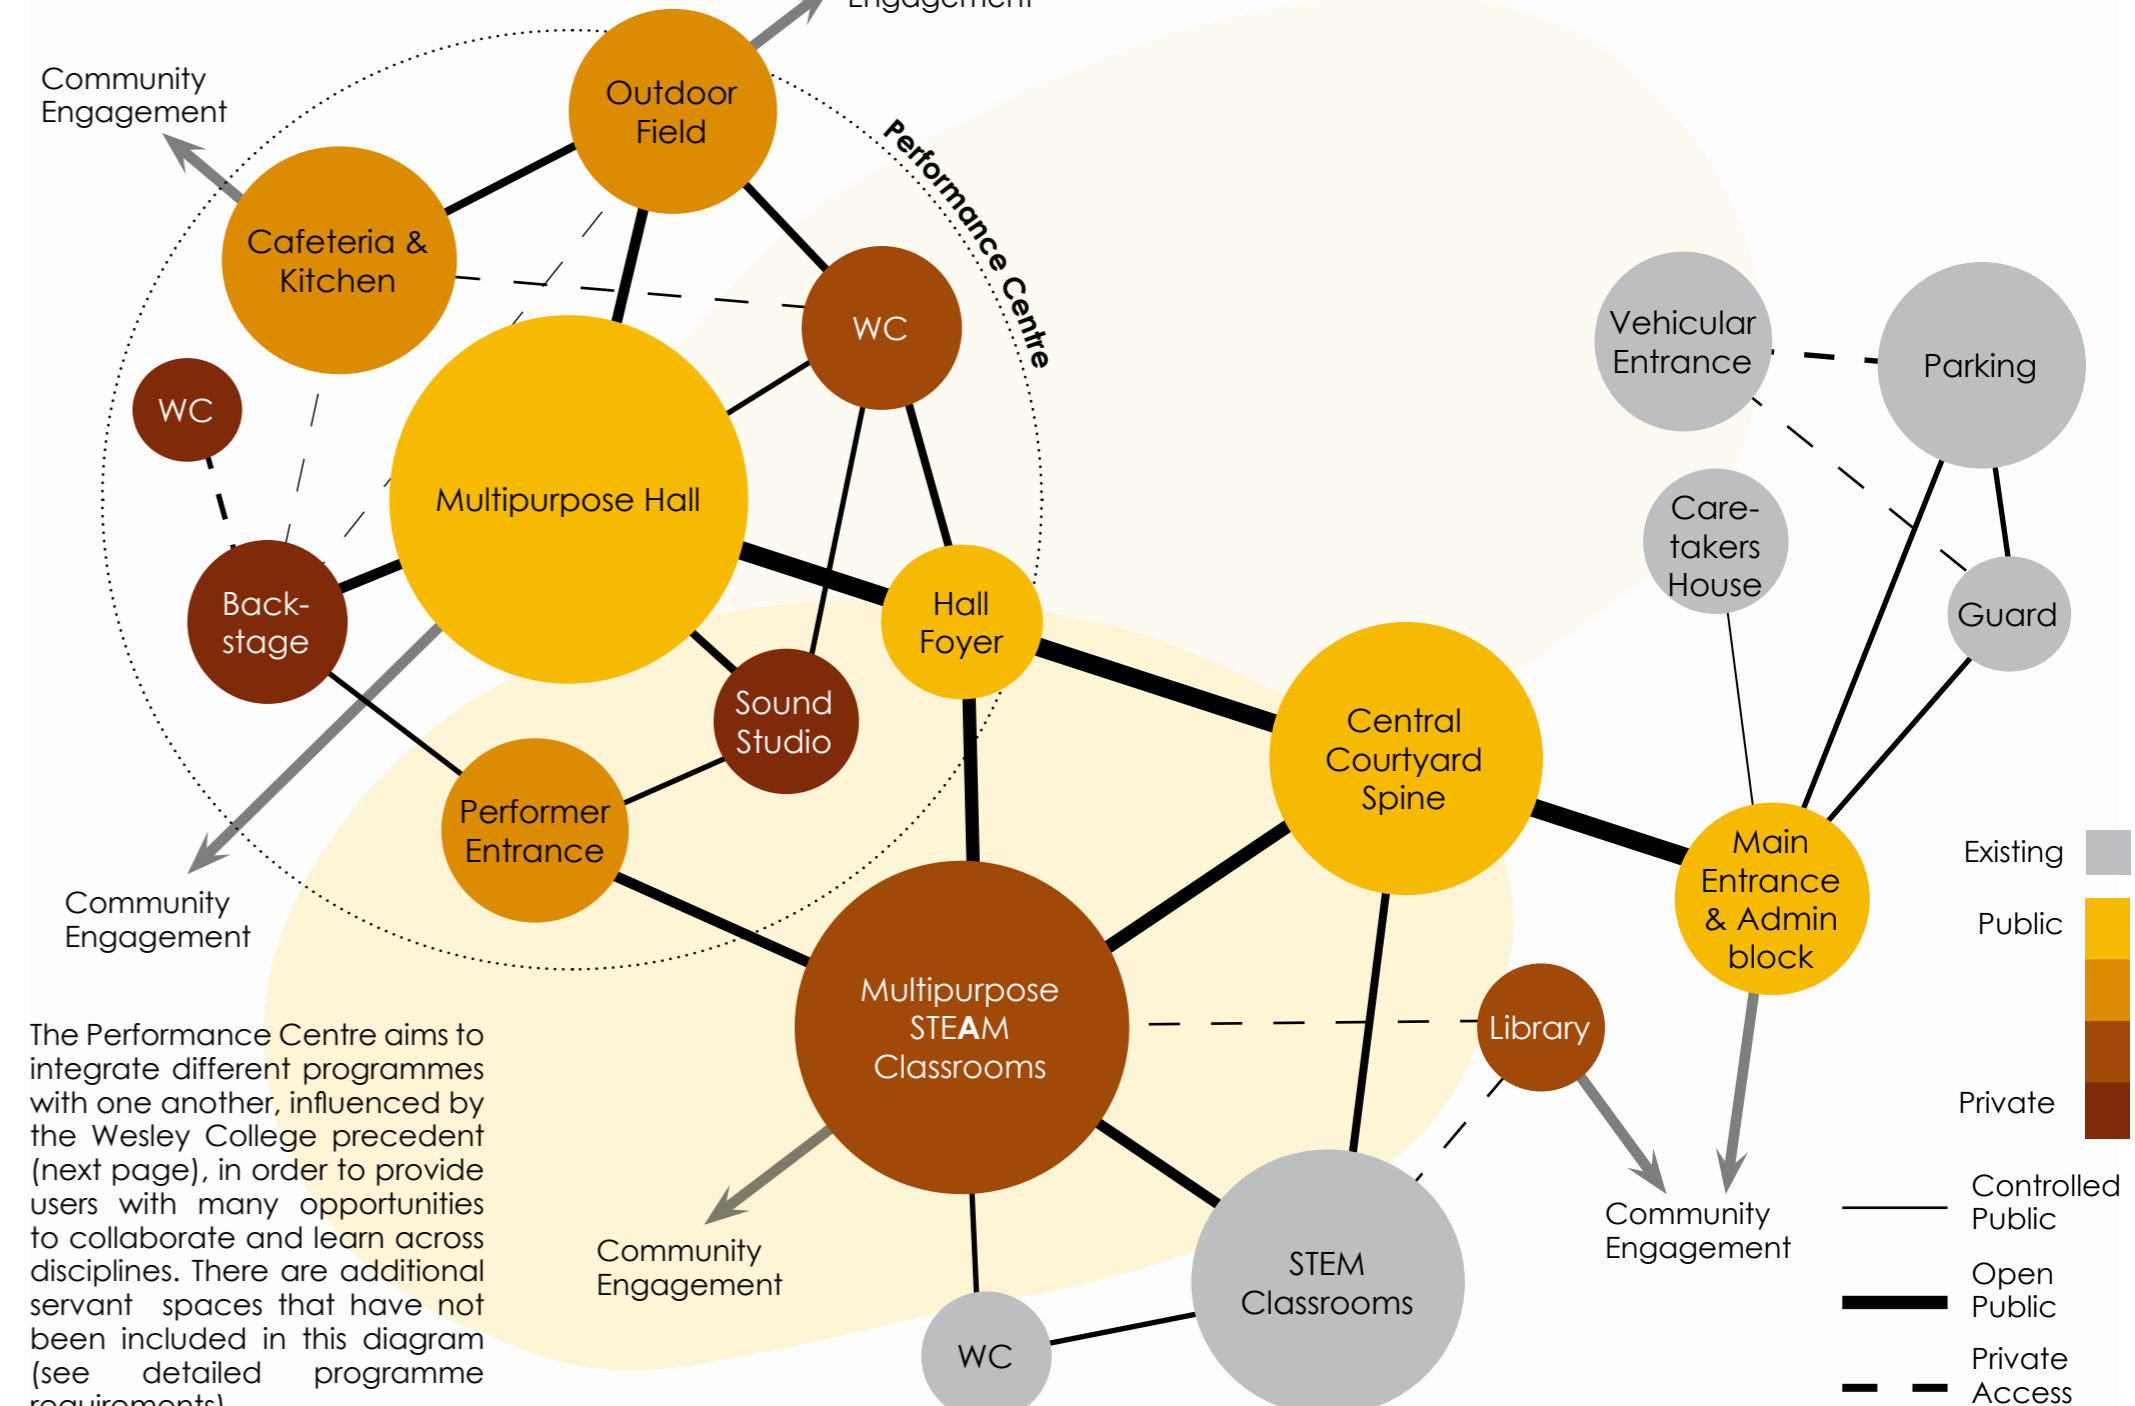 Engagement
Community
Engagement
Outdoor
Field
Performance Centre
Cafeteria &
Kitchen
WC
WC
Multipurpose Hall
Back-
stage
Hall
Foyer
Sound
Studio
Performer
Entrance
Community
Engagement
Vehicular
Entrance
Parking
Care-
takers
House
Guard
Central
Courtyard
Spine
Main
Entrance
& Admin
block
Multipurpose
STEAM
Classrooms
Library
Community
Engagement
STEM
Classrooms
WC
Community
Engagement
The Performance Centre aims to
integrate different programmes
with one another, influenced by
the Wesley College precedent
(next page), in order to provide
users with many opportunities
to collaborate and learn across
disciplines. There are additional
servant spaces that have not
been included in this diagram
(see detailed programme
requirements)
Existing
Public
Private
Controlled
Public
Open
Public
Private
Access